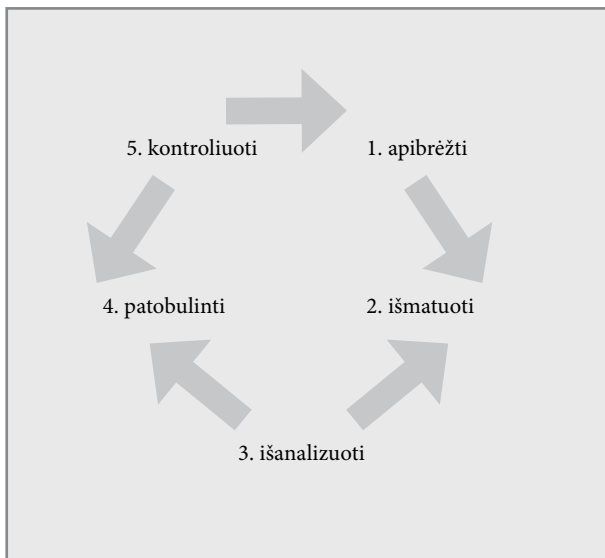 5. kontroliuoti
1. apibrėžti
4. patobulinti
2. išmatuoti
3. išanalizuoti